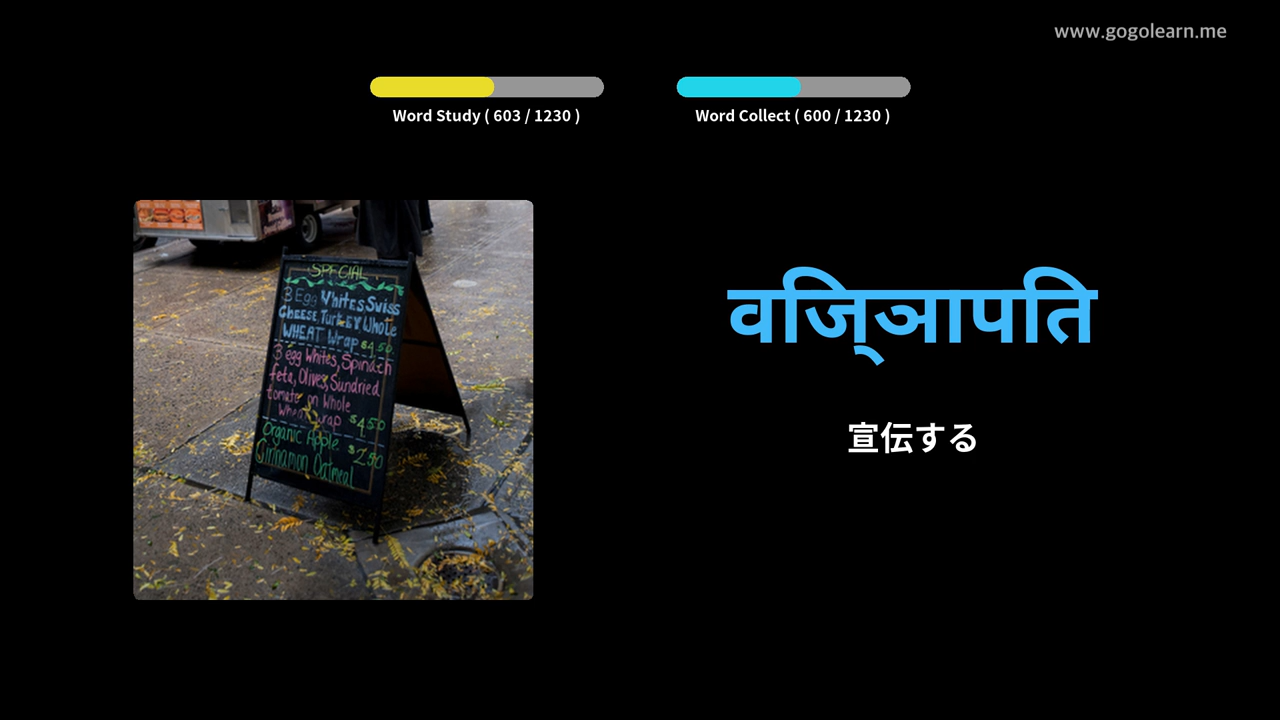 www.gogolearn.me
Word Study ( 603 / 1230 )
Word Collect ( 600 / 1230 )
SPECIAL
3 Egg Whites, Swiss
Cheese, Turkey Whole
WHEAT Wrap $4.50
3 egg Whites, Spinach
feta, Olives, Sundried
tomato on Whole
Wheat Wrap $4.50
Organic Apple
Cinnamon Oatmeal
वजि्ञापति
宣伝する